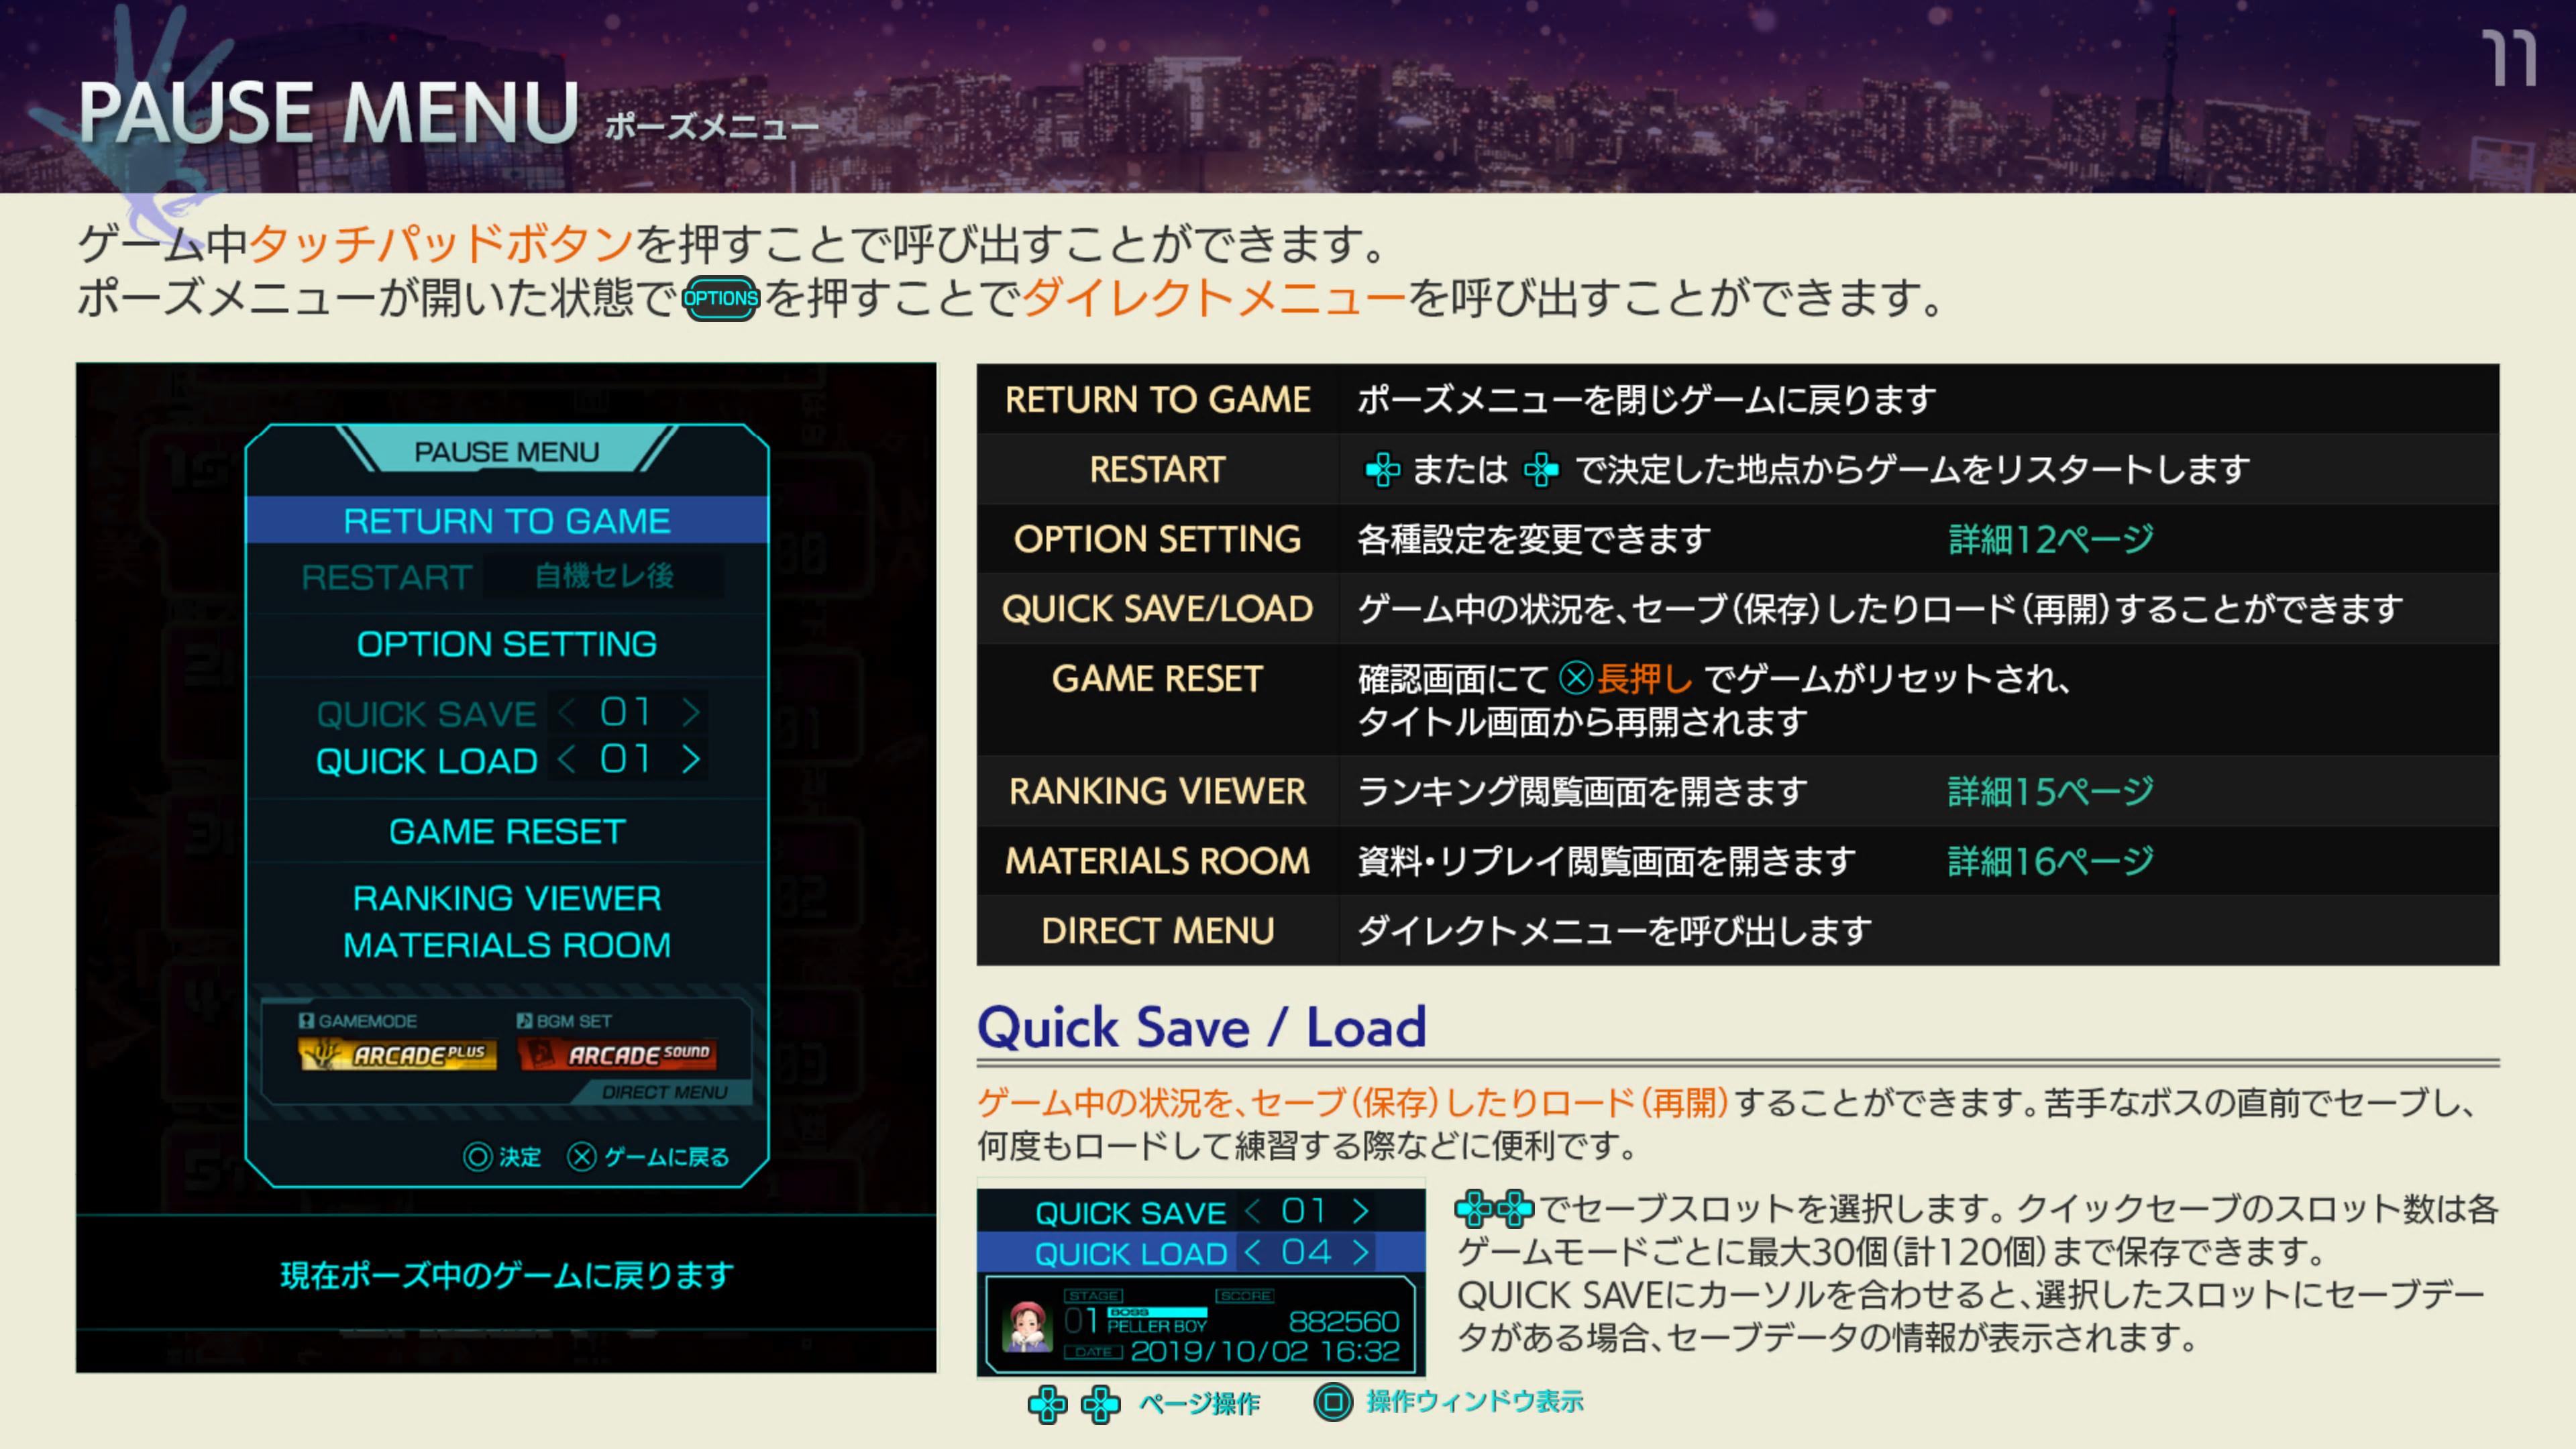 11
PAUSE MENU ポーズメニュー
ゲーム中タッチパッドボタンを押すことで呼び出すことができます。
ポーズメニューが開いた状態でOPTIONSを押すことでダイレクトメニューを呼び出すことができます。
PAUSE MENU
RETURN TO GAME
RESTART 自機セレ後
OPTION SETTING
QUICK SAVE < 01 >
QUICK LOAD < 01 >
GAME RESET
RANKING VIEWER
MATERIALS ROOM
GAMEMODE BGM SET
ARCADE PLUS ARCADE SOUND
DIRECT MENU
決定 ゲームに戻る
現在ポーズ中のゲームに戻ります
RETURN TO GAME ポーズメニューを閉じゲームに戻ります
RESTART または で決定した地点からゲームをリスタートします
OPTION SETTING 各種設定を変更できます 詳細12ページ
QUICK SAVE/LOAD ゲーム中の状況を、セーブ(保存)したりロード(再開)することができます
GAME RESET 確認画面にて 長押し でゲームがリセットされ、
タイトル画面から再開されます
RANKING VIEWER ランキング閲覧画面を開きます 詳細15ページ
MATERIALS ROOM 資料・リプレイ閲覧画面を開きます 詳細16ページ
DIRECT MENU ダイレクトメニューを呼び出します
Quick Save / Load
ゲーム中の状況を、セーブ(保存)したりロード(再開)することができます。苦手なボスの直前でセーブし、
何度もロードして練習する際などに便利です。
QUICK SAVE < 01 >
QUICK LOAD < 04 >
STAGE SCORE
01 BOSS
PELLER BOY 882560
DATE 2019/10/02 16:32
でセーブスロットを選択します。クイックセーブのスロット数は各
ゲームモードごとに最大30個(計120個)まで保存できます。
QUICK SAVEにカーソルを合わせると、選択したスロットにセーブデー
タがある場合、セーブデータの情報が表示されます。
ページ操作 操作ウィンドウ表示